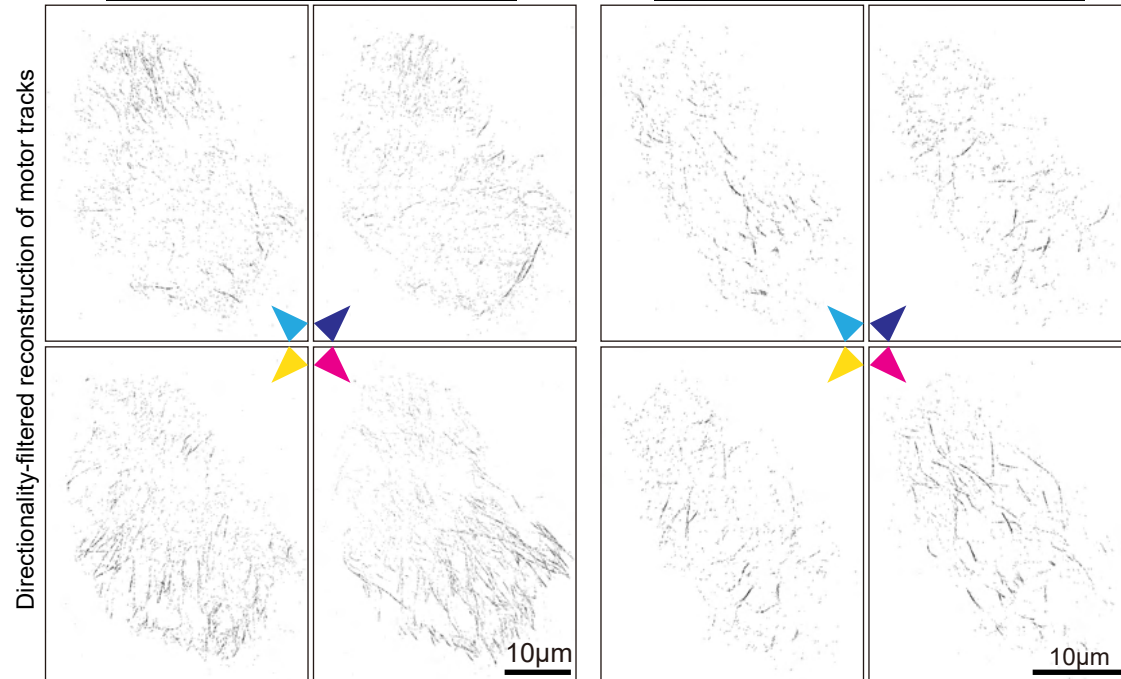 Directionality-filtered reconstruction of motor tracks
10μm
10μm